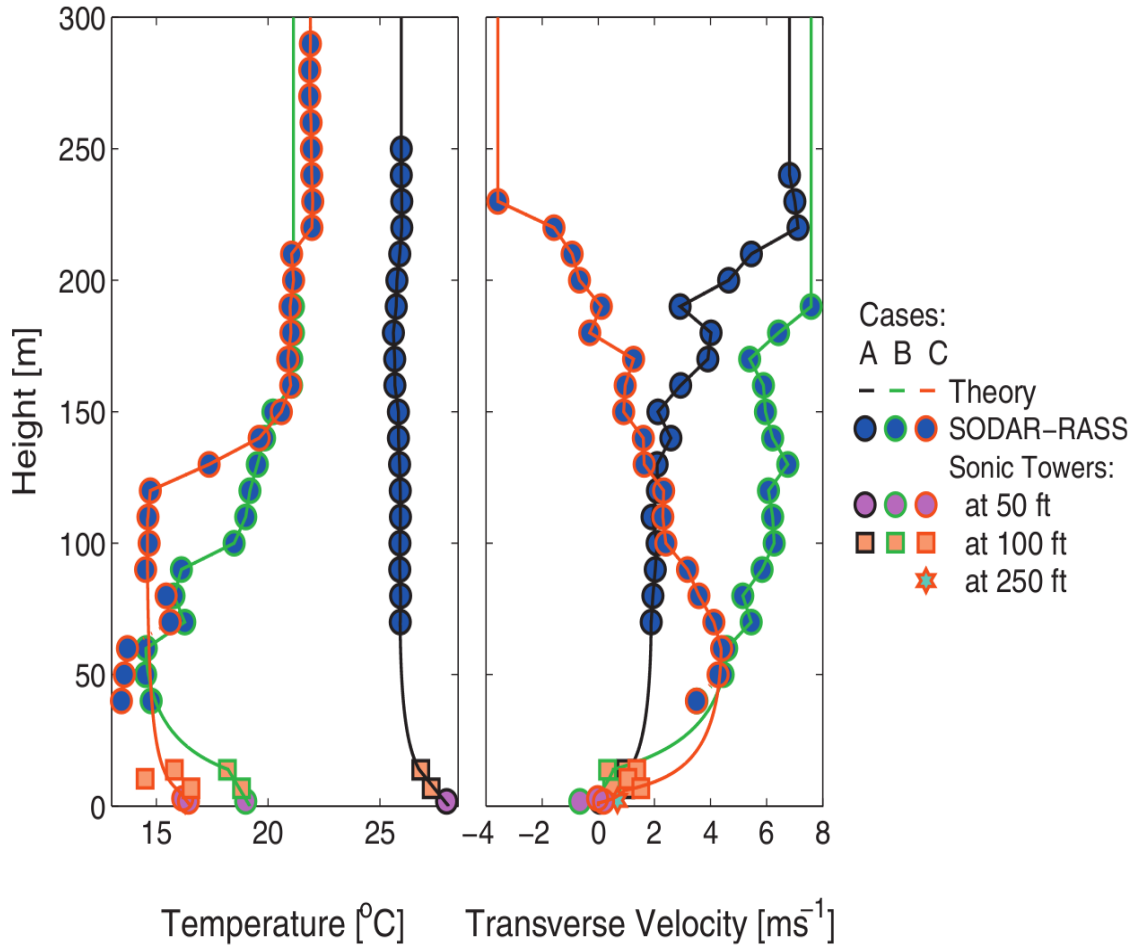 300
250
200
150
100
50
0
Height [m]
15 20 25 −4 −2 0 2 4 6 8
Temperature [°C] Transverse Velocity [ms⁻¹]
Cases:
A B C
Theory
SODAR−RASS
Sonic Towers:
at 50 ft
at 100 ft
at 250 ft